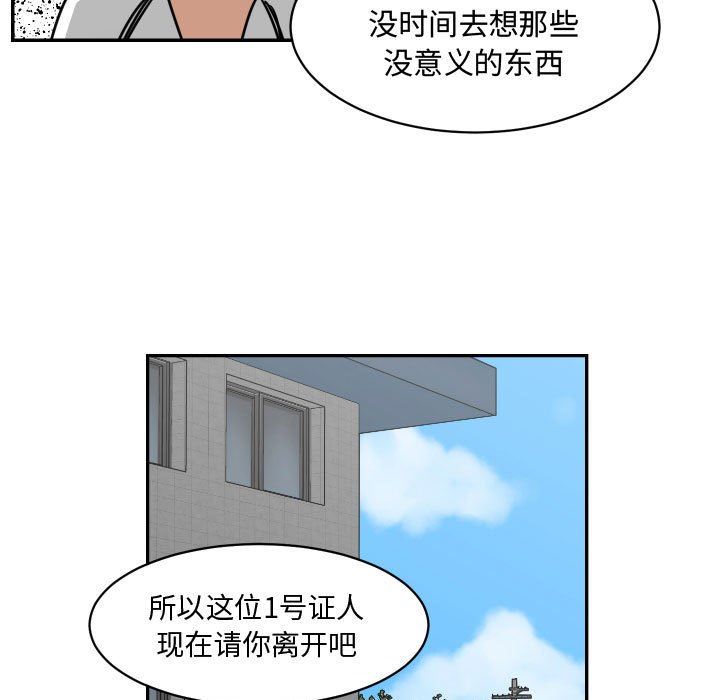 没时间去想那些
没意义的东西
所以这位1号证人
现在请你离开吧